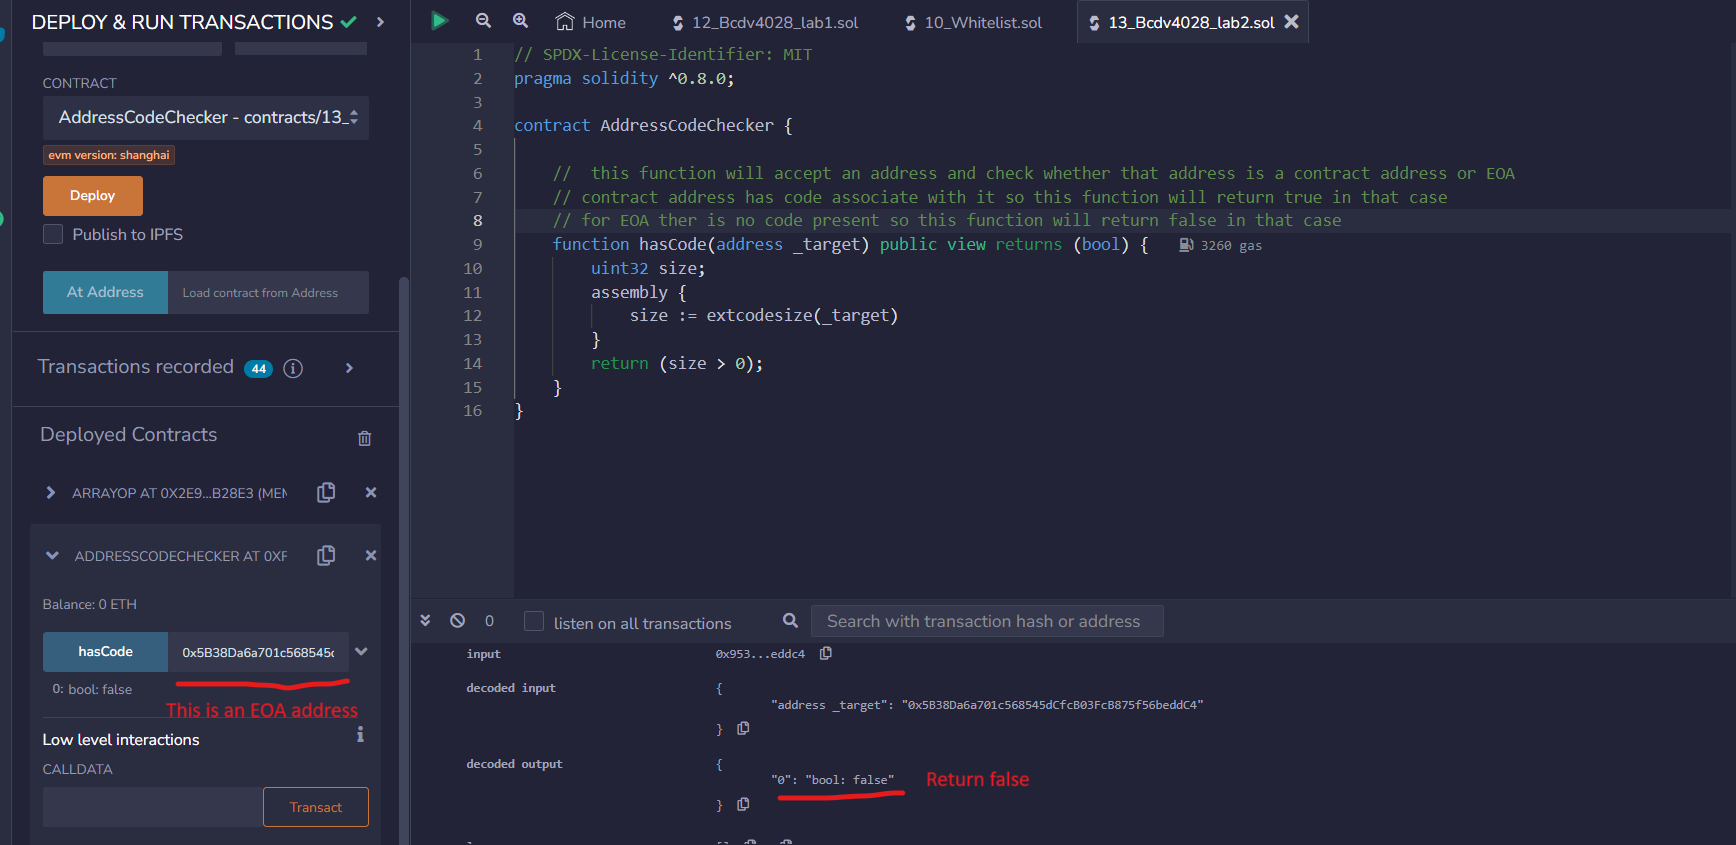 DEPLOY & RUN TRANSACTIONS
CONTRACT
AddressCodeChecker - contracts/13_
evm version: shanghai
Deploy
Publish to IPFS
At Address
Load contract from Address
Transactions recorded 44
Deployed Contracts
ARRAYOP AT 0X2E9...B28E3 (MEM
ADDRESSCODECHECKER AT 0XF
Balance: 0 ETH
hasCode
0x5B38Da6a701c568545d
0: bool: false
This is an EOA address
Low level interactions
CALLDATA
Transact
Home
12_Bcdv4028_lab1.sol
10_Whitelist.sol
13_Bcdv4028_lab2.sol
1 // SPDX-License-Identifier: MIT
2 pragma solidity ^0.8.0;
3
4 contract AddressCodeChecker {
5
6 //  this function will accept an address and check whether that address is a contract address or EOA
7 // contract address has code associate with it so this function will return true in that case
8 // for EOA ther is no code present so this function will return false in that case
9 function hasCode(address _target) public view returns (bool) { 3260 gas
10 uint32 size;
11 assembly {
12 size := extcodesize(_target)
13 }
14 return (size > 0);
15 }
16 }
0
listen on all transactions
Search with transaction hash or address
input 0x953...eddc4
decoded input {
"address _target": "0x5B38Da6a701c568545dCfcB03FcB875f56beddC4"
}
decoded output {
"0": "bool: false"
Return false
}